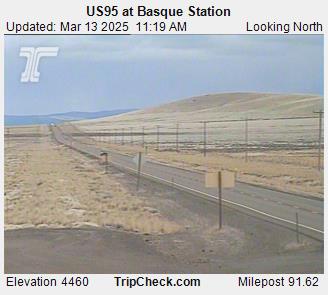 US95 at Basque Station
Updated: Mar 13 2025 11:19 AM Looking North
Elevation 4460 TripCheck.com Milepost 91.62